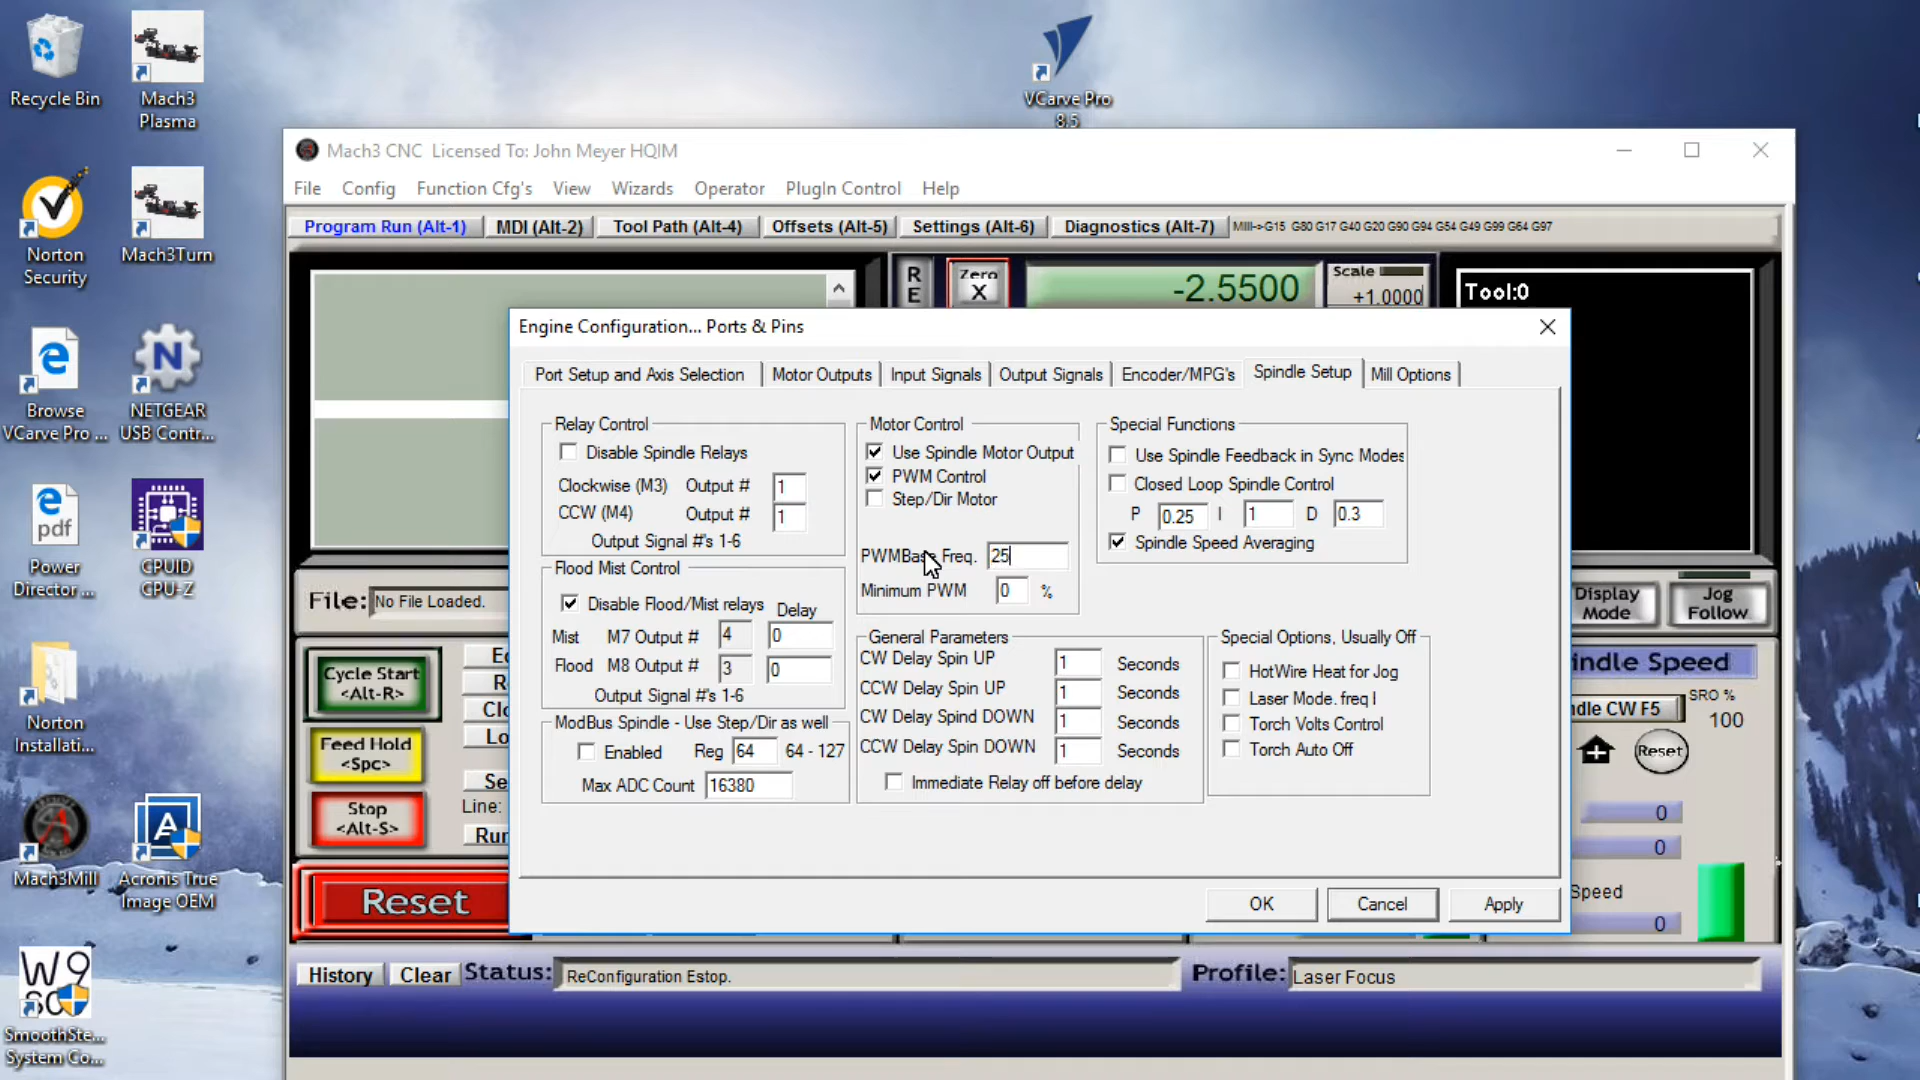 Recycle Bin
Mach3
Plasma
VCarve Pro
8.5
Norton
Security
Mach3Turn
Browse
VCarve Pro ...
NETGEAR
USB Contr...
pdf
Power
Director ...
CPUID
CPU-Z
Norton
Installati...
Mach3Mill
Acronis True
Image OEM
SmoothSte...
System Co...
Mach3 CNC Licensed To: John Meyer HQIM
File Config Function Cfg's View Wizards Operator PlugIn Control Help
Program Run (Alt-1) MDI (Alt-2) Tool Path (Alt-4) Offsets (Alt-5) Settings (Alt-6) Diagnostics (Alt-7) Mill->G15 G80 G17 G40 G20 G90 G94 G54 G49 G99 G64 G97
R
E
Zero
X
-2.5500
Scale
+1.0000
Tool:0
Engine Configuration... Ports & Pins
Port Setup and Axis Selection Motor Outputs Input Signals Output Signals Encoder/MPG's Spindle Setup Mill Options
Relay Control
Disable Spindle Relays
Clockwise (M3) Output # 1
CCW (M4) Output # 1
Output Signal #'s 1-6
Flood Mist Control
Disable Flood/Mist relays Delay
Mist M7 Output # 4 0
Flood M8 Output # 3 0
Output Signal #'s 1-6
ModBus Spindle - Use Step/Dir as well
Enabled Reg 64 64 - 127
Max ADC Count 16380
Motor Control
Use Spindle Motor Output
PWM Control
Step/Dir Motor
PWMBase Freq. 25
Minimum PWM 0 %
General Parameters
CW Delay Spin UP 1 Seconds
CCW Delay Spin UP 1 Seconds
CW Delay Spind DOWN 1 Seconds
CCW Delay Spin DOWN 1 Seconds
Immediate Relay off before delay
Special Functions
Use Spindle Feedback in Sync Modes
Closed Loop Spindle Control
P 0.25 I 1 D 0.3
Spindle Speed Averaging
Special Options, Usually Off
HotWire Heat for Jog
Laser Mode. freq I
Torch Volts Control
Torch Auto Off
OK Cancel Apply
File: No File Loaded.
Display
Mode
Jog
Follow
Cycle Start
<Alt-R>
Feed Hold
<Spc>
Stop
<Alt-S>
Line:
Reset
SRO %
100
Reset
0
0
0
History Clear Status: ReConfiguration Estop. Profile: Laser Focus